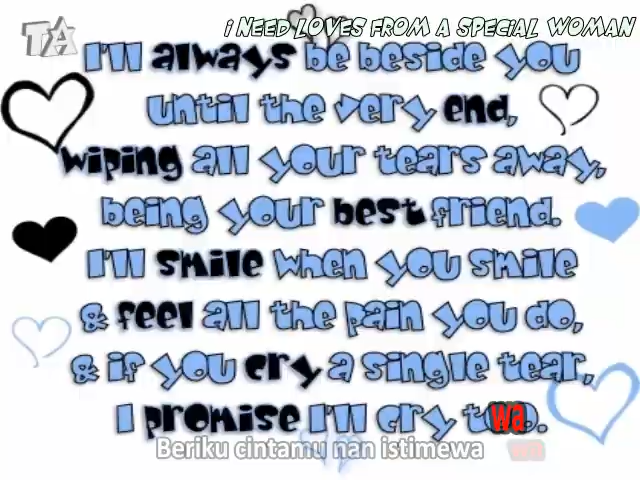 TA
i NEED LOVES FROM A SPECIAL WOMAN
I'll always be beside you
until the very end,
wiping all your tears away,
being your best friend.
I'll smile when you smile
& feel all the pain you do,
& if you cry a single tear,
I promise I'll cry too.
wa
Beriku cintamu nan istimewa
wa